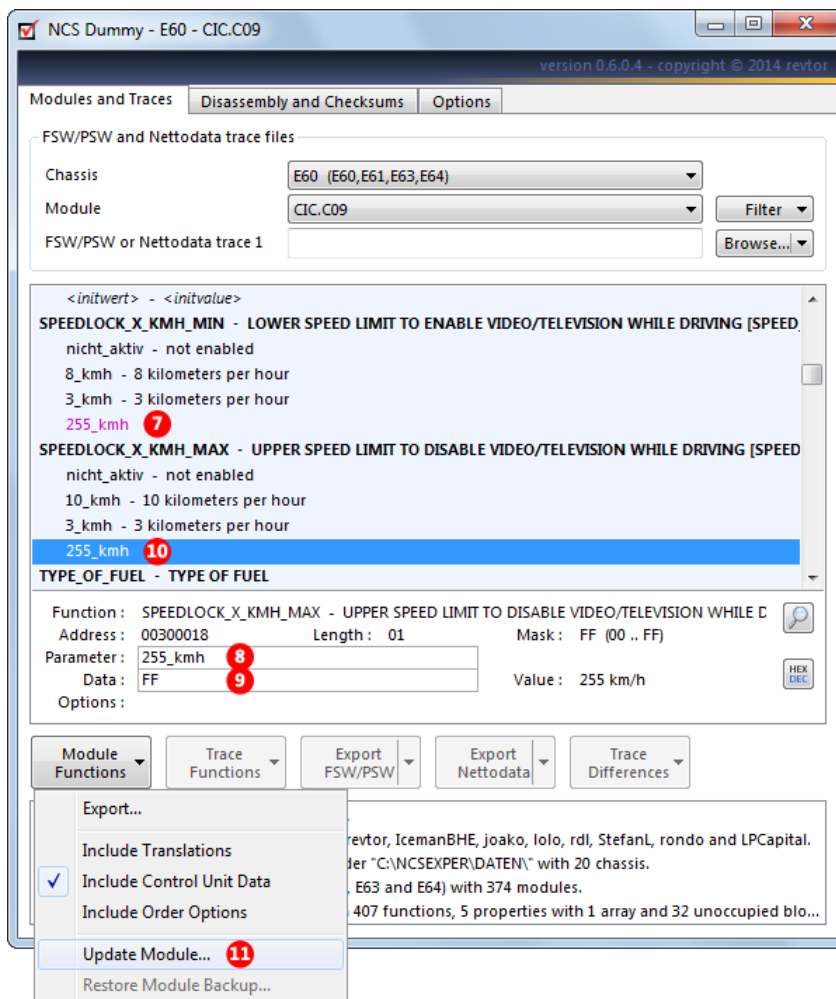 NCS Dummy - E60 - CIC.C09
version 0.6.0.4 - copyright © 2014 revtor
Modules and Traces
Disassembly and Checksums
Options
FSW/PSW and Nettodata trace files
Chassis
E60 (E60,E61,E63,E64)
Module
CIC.C09
Filter
FSW/PSW or Nettodata trace 1
Browse...
<initwert> - <initvalue>
SPEEDLOCK_X_KMH_MIN - LOWER SPEED LIMIT TO ENABLE VIDEO/TELEVISION WHILE DRIVING [SPEED_
nicht_aktiv - not enabled
8_kmh - 8 kilometers per hour
3_kmh - 3 kilometers per hour
255_kmh 7
SPEEDLOCK_X_KMH_MAX - UPPER SPEED LIMIT TO DISABLE VIDEO/TELEVISION WHILE DRIVING [SPEED
nicht_aktiv - not enabled
10_kmh - 10 kilometers per hour
3_kmh - 3 kilometers per hour
255_kmh 10
TYPE_OF_FUEL - TYPE OF FUEL
Function : SPEEDLOCK_X_KMH_MAX - UPPER SPEED LIMIT TO DISABLE VIDEO/TELEVISION WHILE D
Address : 00300018 Length : 01 Mask : FF (00 .. FF)
Parameter : 255_kmh 8
Data : FF 9 Value : 255 km/h
HEX
DEC
Options :
Module
Functions
Trace
Functions
Export
FSW/PSW
Export
Nettodata
Trace
Differences
Export...
Include Translations
Include Control Unit Data
Include Order Options
Update Module... 11
Restore Module Backup...
revtor, IcemanBHE, joako, lolo, rdl, StefanL, rondo and LPCapital.
der "C:\NCSEXPER\DATEN\" with 20 chassis.
, E63 and E64) with 374 modules.
407 functions, 5 properties with 1 array and 32 unoccupied blo...